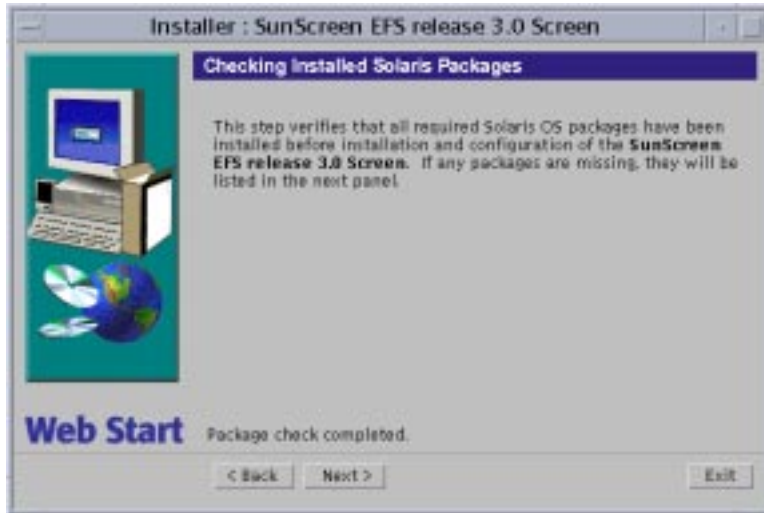 Installer : SunScreen EFS release 3.0 Screen
Checking Installed Solaris Packages
This step verifies that all required Solaris OS packages have been
installed before installation and configuration of the SunScreen
EFS release 3.0 Screen. If any packages are missing, they will be
listed in the next panel.
Web Start
Package check completed.
< Back
Next >
Exit